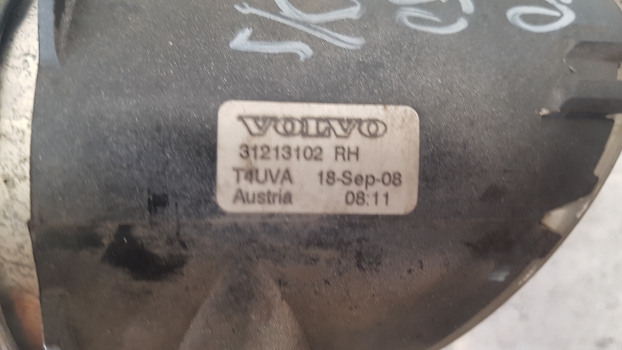 VOLVO
31213102 RH
T4UVA 18-Sep-08
Austria 08:11